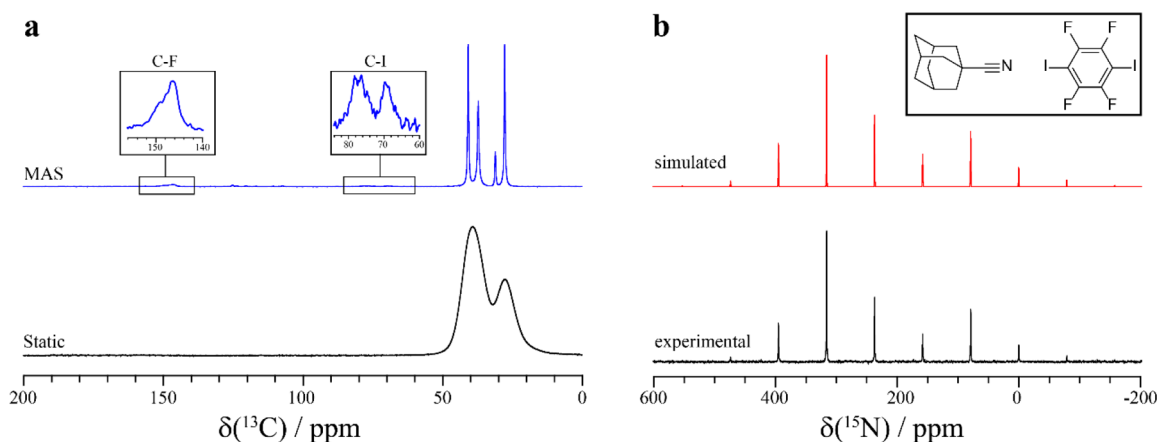 a
C-F
150 140
C-I
80 70 60
MAS
Static
200 150 100 50 0
δ(¹³C) / ppm
b
N
F F
I I
F F
simulated
experimental
600 400 200 0 -200
δ(¹⁵N) / ppm